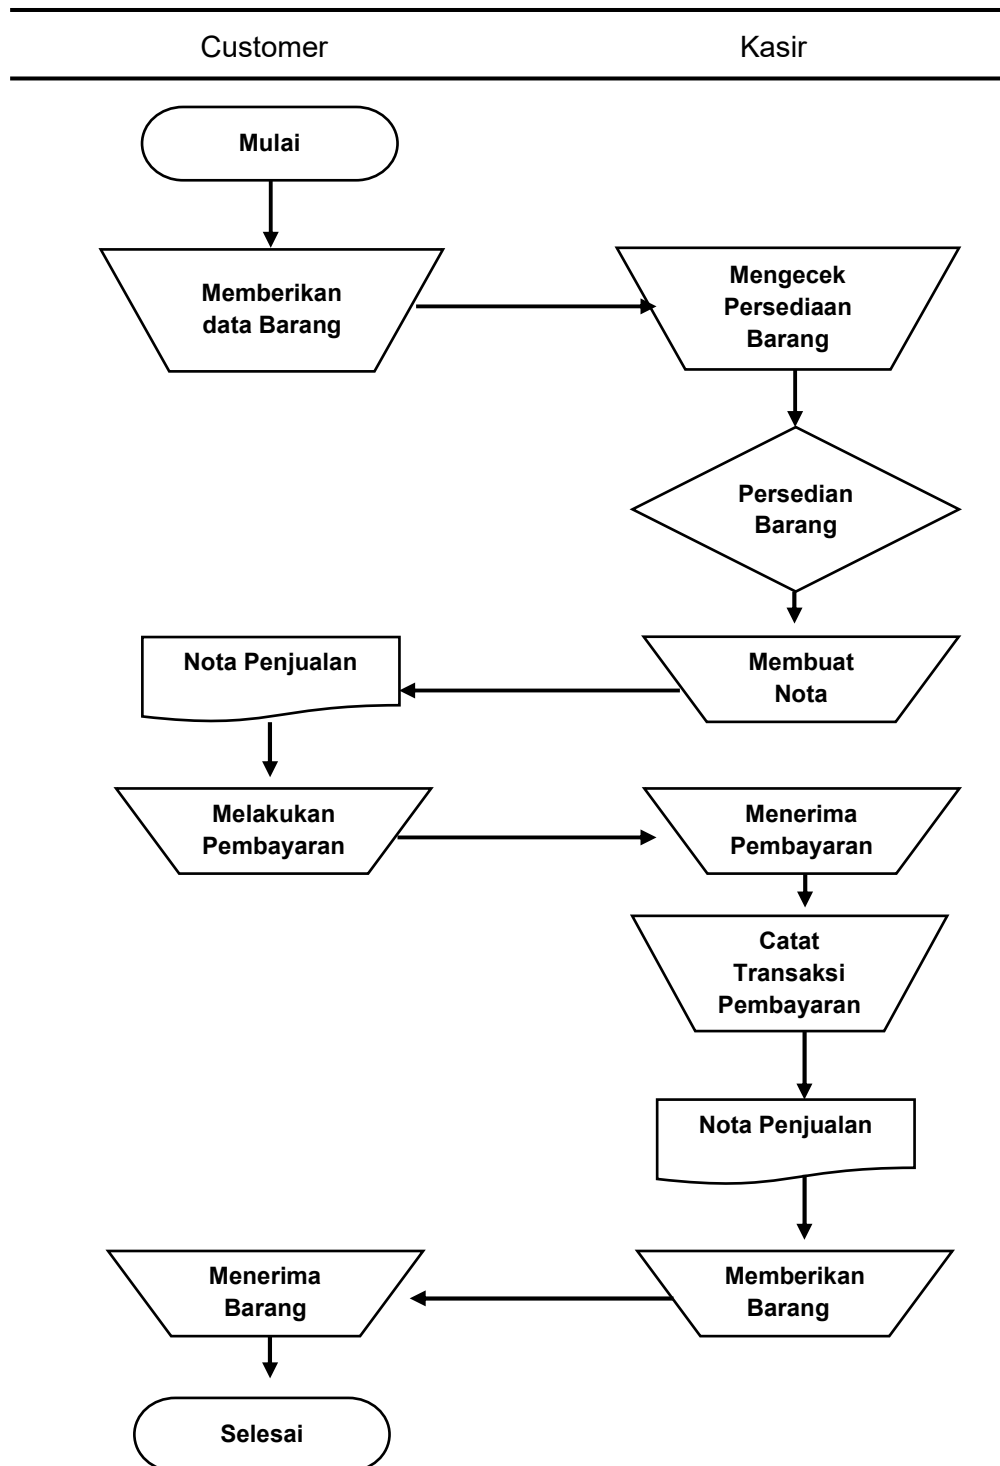 Customer
Kasir
Mulai
Memberikan
data Barang
Mengecek
Persediaan
Barang
Persedian
Barang
Membuat
Nota
Nota Penjualan
Melakukan
Pembayaran
Menerima
Pembayaran
Catat
Transaksi
Pembayaran
Nota Penjualan
Memberikan
Barang
Menerima
Barang
Selesai